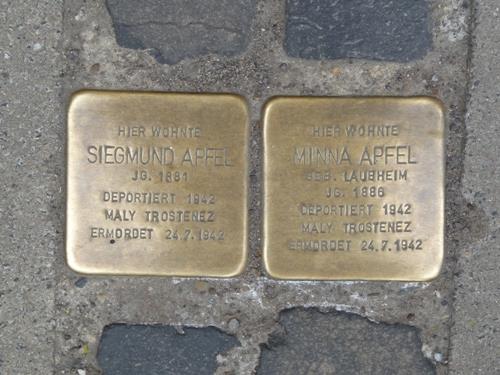 HIER WOHNTE
SIEGMUND APFEL
JG. 1881
DEPORTIERT 1942
MALY TROSTENEZ
ERMORDET 24.7.1942
HIER WOHNTE
MINNA APFEL
GEB. LAUBHEIM
JG. 1886
DEPORTIERT 1942
MALY TROSTENEZ
ERMORDET 24.7.1942